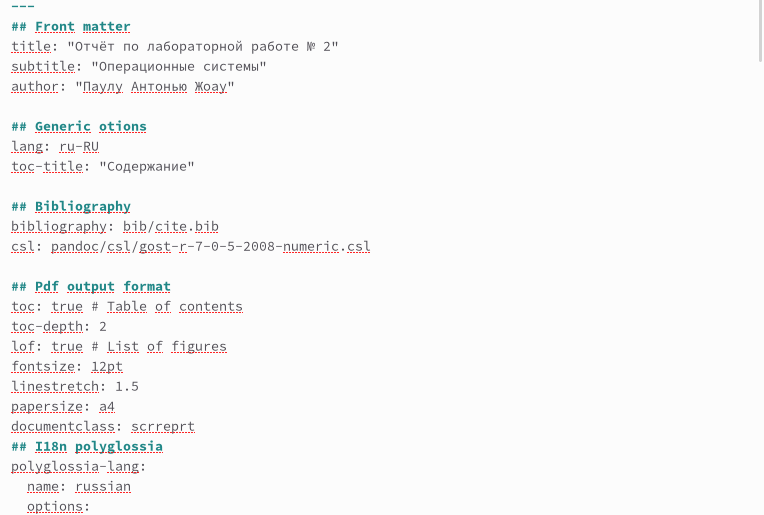 ---
## Front matter
title: "Отчёт по лабораторной работе № 2"
subtitle: "Операционные системы"
author: "Паулу Антонью Жоау"
## Generic otions
lang: ru-RU
toc-title: "Содержание"
## Bibliography
bibliography: bib/cite.bib
csl: pandoc/csl/gost-r-7-0-5-2008-numeric.csl
## Pdf output format
toc: true # Table of contents
toc-depth: 2
lof: true # List of figures
fontsize: 12pt
linestretch: 1.5
papersize: a4
documentclass: scrreprt
## I18n polyglossia
polyglossia-lang:
  name: russian
  options: